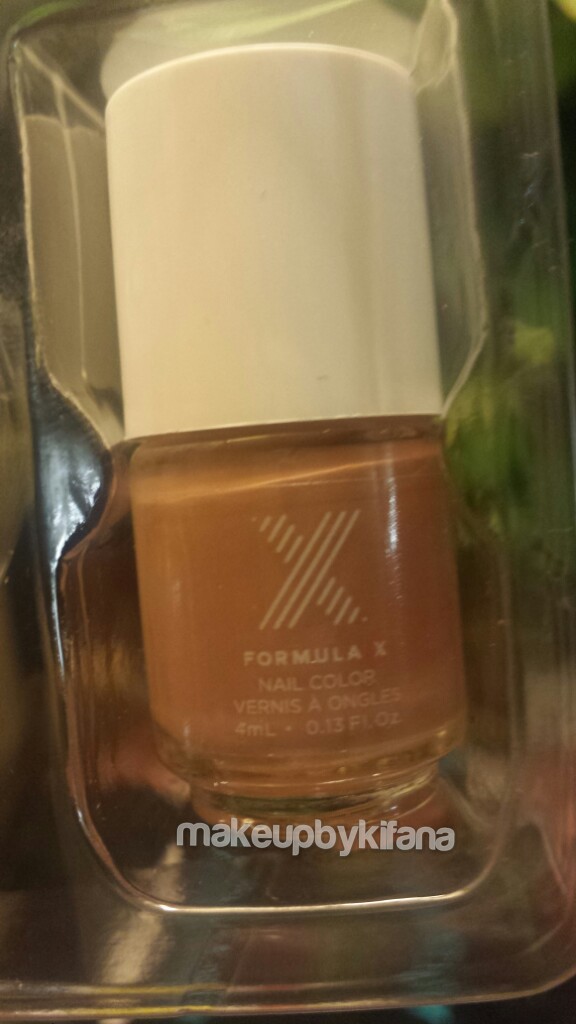 X
FORMULA X
NAIL COLOR
VERNIS À ONGLES
4mL • 0.13 Fl. Oz.
makeupbykifana